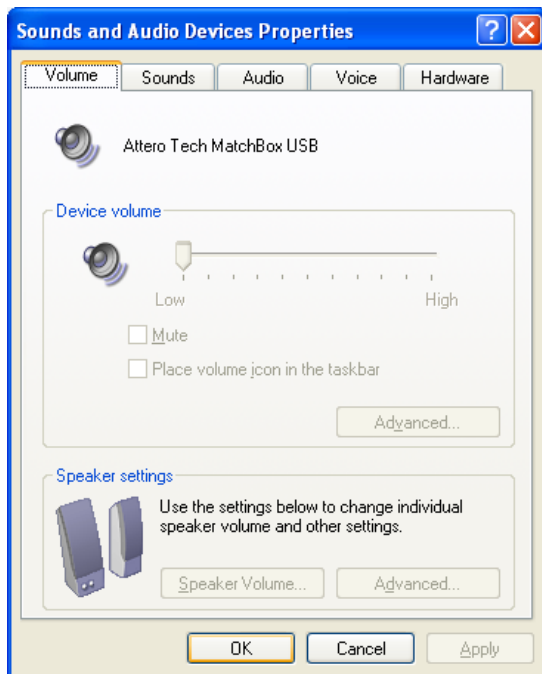 Sounds and Audio Devices Properties
Volume Sounds Audio Voice Hardware
Attero Tech MatchBox USB
Device volume
Low High
Mute
Place volume icon in the taskbar
Advanced...
Speaker settings
Use the settings below to change individual
speaker volume and other settings.
Speaker Volume... Advanced...
OK Cancel Apply